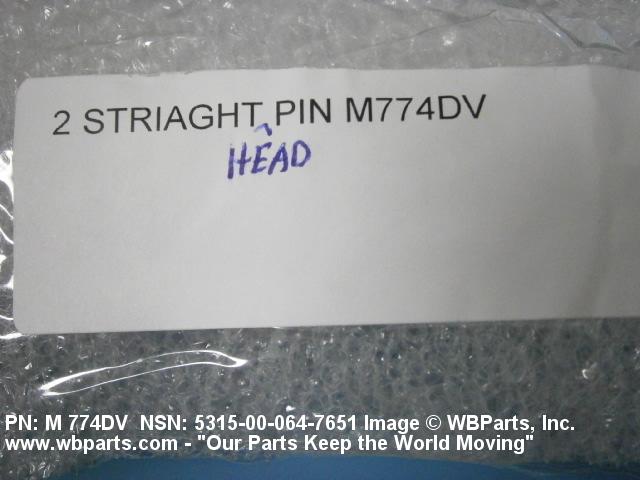 2 STRIAGHT PIN M774DV
^
HEAD
PN: M 774DV NSN: 5315-00-064-7651 Image © WBParts, Inc.
www.wbparts.com - "Our Parts Keep the World Moving"